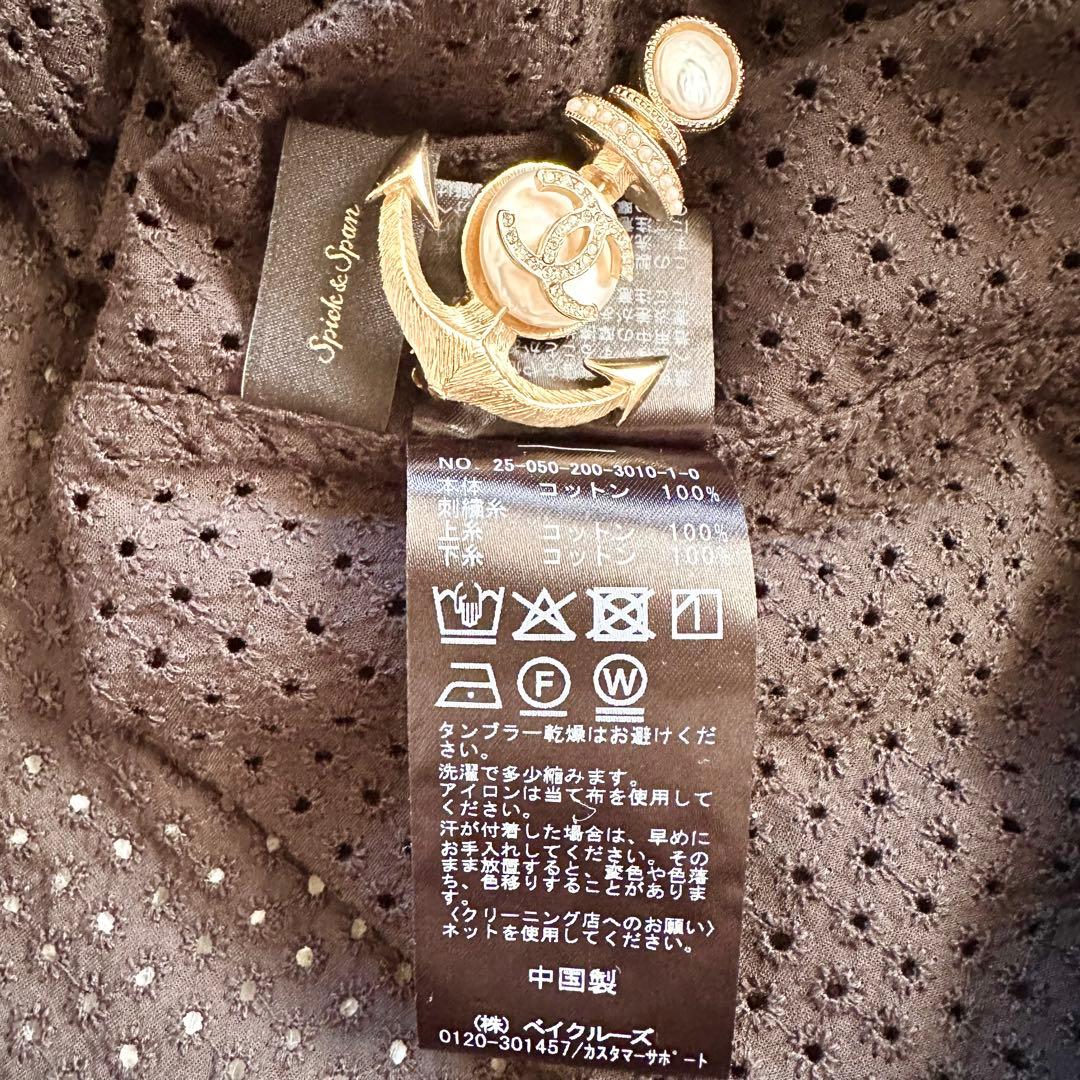 Spick & Span
NO. 25-050-200-3010-1-0
本体 コットン 100%
刺繍糸
上糸 コットン 100%
下糸 コットン 100%
F
W
タンブラー乾燥はお避けくだ
さい。
洗濯で多少縮みます。
アイロンは当て布を使用して
ください。
汗が付着した場合は、早めに
お手入れしてください。その
まま放置すると、変色や色落
ち、色移りすることがありま
す。
〈クリーニング店へのお願い〉
ネットを使用してください。
中国製
(株) ベイクルーズ
0120-301457/カスタマーサポート